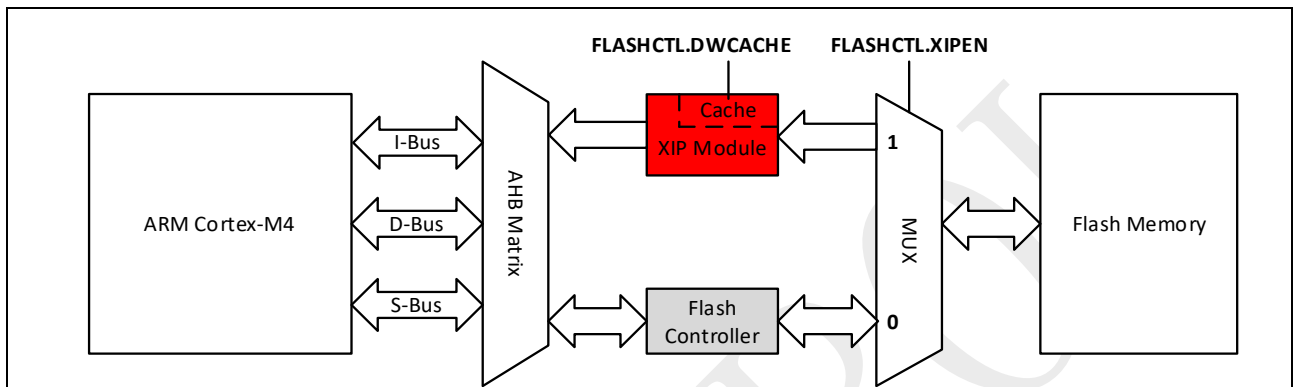 FLASHCTL.DWCACHE
FLASHCTL.XIPEN
ARM Cortex-M4
I-Bus
D-Bus
S-Bus
AHB Matrix
Cache
XIP Module
Flash
Controller
1
0
MUX
Flash Memory